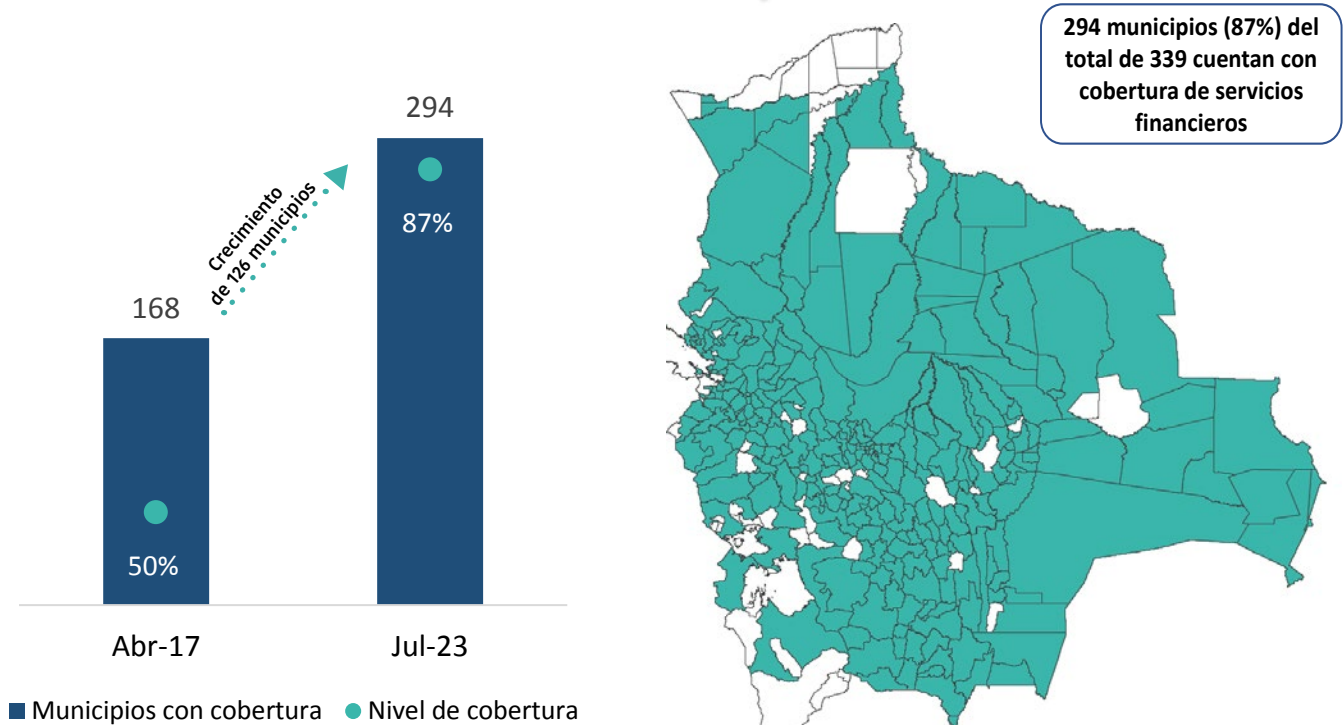 294
168
Crecimiento
de 126 municipios
87%
50%
Abr-17
Jul-23
Municipios con cobertura
Nivel de cobertura
294 municipios (87%) del
total de 339 cuentan con
cobertura de servicios
financieros